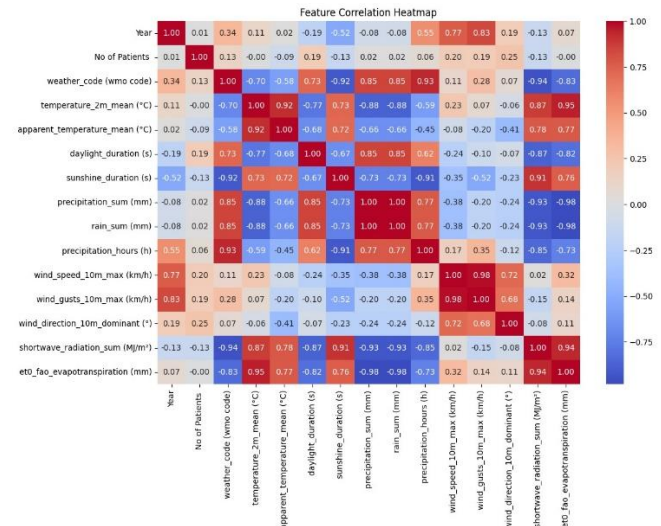 Feature Correlation Heatmap
Year 1.00 0.01 0.34 0.11 0.02 -0.19 -0.52 -0.08 -0.08 0.55 0.77 0.83 0.19 -0.13 0.07
No of Patients 0.01 1.00 0.13 -0.00 -0.09 0.19 -0.13 0.02 0.02 0.06 0.20 0.19 0.25 -0.13 -0.00
weather_code (wmo code) 0.34 0.13 1.00 -0.70 -0.58 0.73 -0.92 0.85 0.85 0.93 0.11 0.28 0.07 -0.94 -0.83
temperature_2m_mean (°C) 0.11 -0.00 -0.70 1.00 0.92 -0.77 0.73 -0.88 -0.88 -0.59 0.23 0.07 -0.06 0.87 0.95
apparent_temperature_mean (°C) 0.02 -0.09 -0.58 0.92 1.00 -0.68 0.72 -0.66 -0.66 -0.45 -0.08 -0.20 -0.41 0.78 0.77
daylight_duration (s) -0.19 0.19 0.73 -0.77 -0.68 1.00 -0.67 0.85 0.85 0.62 -0.24 -0.10 -0.07 -0.87 -0.82
sunshine_duration (s) -0.52 -0.13 -0.92 0.73 0.72 -0.67 1.00 -0.73 -0.73 -0.91 -0.35 -0.52 -0.23 0.91 0.76
precipitation_sum (mm) -0.08 0.02 0.85 -0.88 -0.66 0.85 -0.73 1.00 1.00 0.77 -0.38 -0.20 -0.24 -0.93 -0.98
rain_sum (mm) -0.08 0.02 0.85 -0.88 -0.66 0.85 -0.73 1.00 1.00 0.77 -0.38 -0.20 -0.24 -0.93 -0.98
precipitation_hours (h) 0.55 0.06 0.93 -0.59 -0.45 0.62 -0.91 0.77 0.77 1.00 0.17 0.35 -0.12 -0.85 -0.73
wind_speed_10m_max (km/h) 0.77 0.20 0.11 0.23 -0.08 -0.24 -0.35 -0.38 -0.38 0.17 1.00 0.98 0.72 0.02 0.32
wind_gusts_10m_max (km/h) 0.83 0.19 0.28 0.07 -0.20 -0.10 -0.52 -0.20 -0.20 0.35 0.98 1.00 0.68 -0.15 0.14
wind_direction_10m_dominant (°) 0.19 0.25 0.07 -0.06 -0.41 -0.07 -0.23 -0.24 -0.24 -0.12 0.72 0.68 1.00 -0.08 0.11
shortwave_radiation_sum (MJ/m²) -0.13 -0.13 -0.94 0.87 0.78 -0.87 0.91 -0.93 -0.93 -0.85 0.02 -0.15 -0.08 1.00 0.94
et0_fao_evapotranspiration (mm) 0.07 -0.00 -0.83 0.95 0.77 -0.82 0.76 -0.98 -0.98 -0.73 0.32 0.14 0.11 0.94 1.00
Year
No of Patients
weather_code (wmo code)
temperature_2m_mean (°C)
apparent_temperature_mean (°C)
daylight_duration (s)
sunshine_duration (s)
precipitation_sum (mm)
rain_sum (mm)
precipitation_hours (h)
wind_speed_10m_max (km/h)
wind_gusts_10m_max (km/h)
wind_direction_10m_dominant (°)
shortwave_radiation_sum (MJ/m²)
et0_fao_evapotranspiration (mm)
1.00
0.75
0.50
0.25
0.00
-0.25
-0.50
-0.75